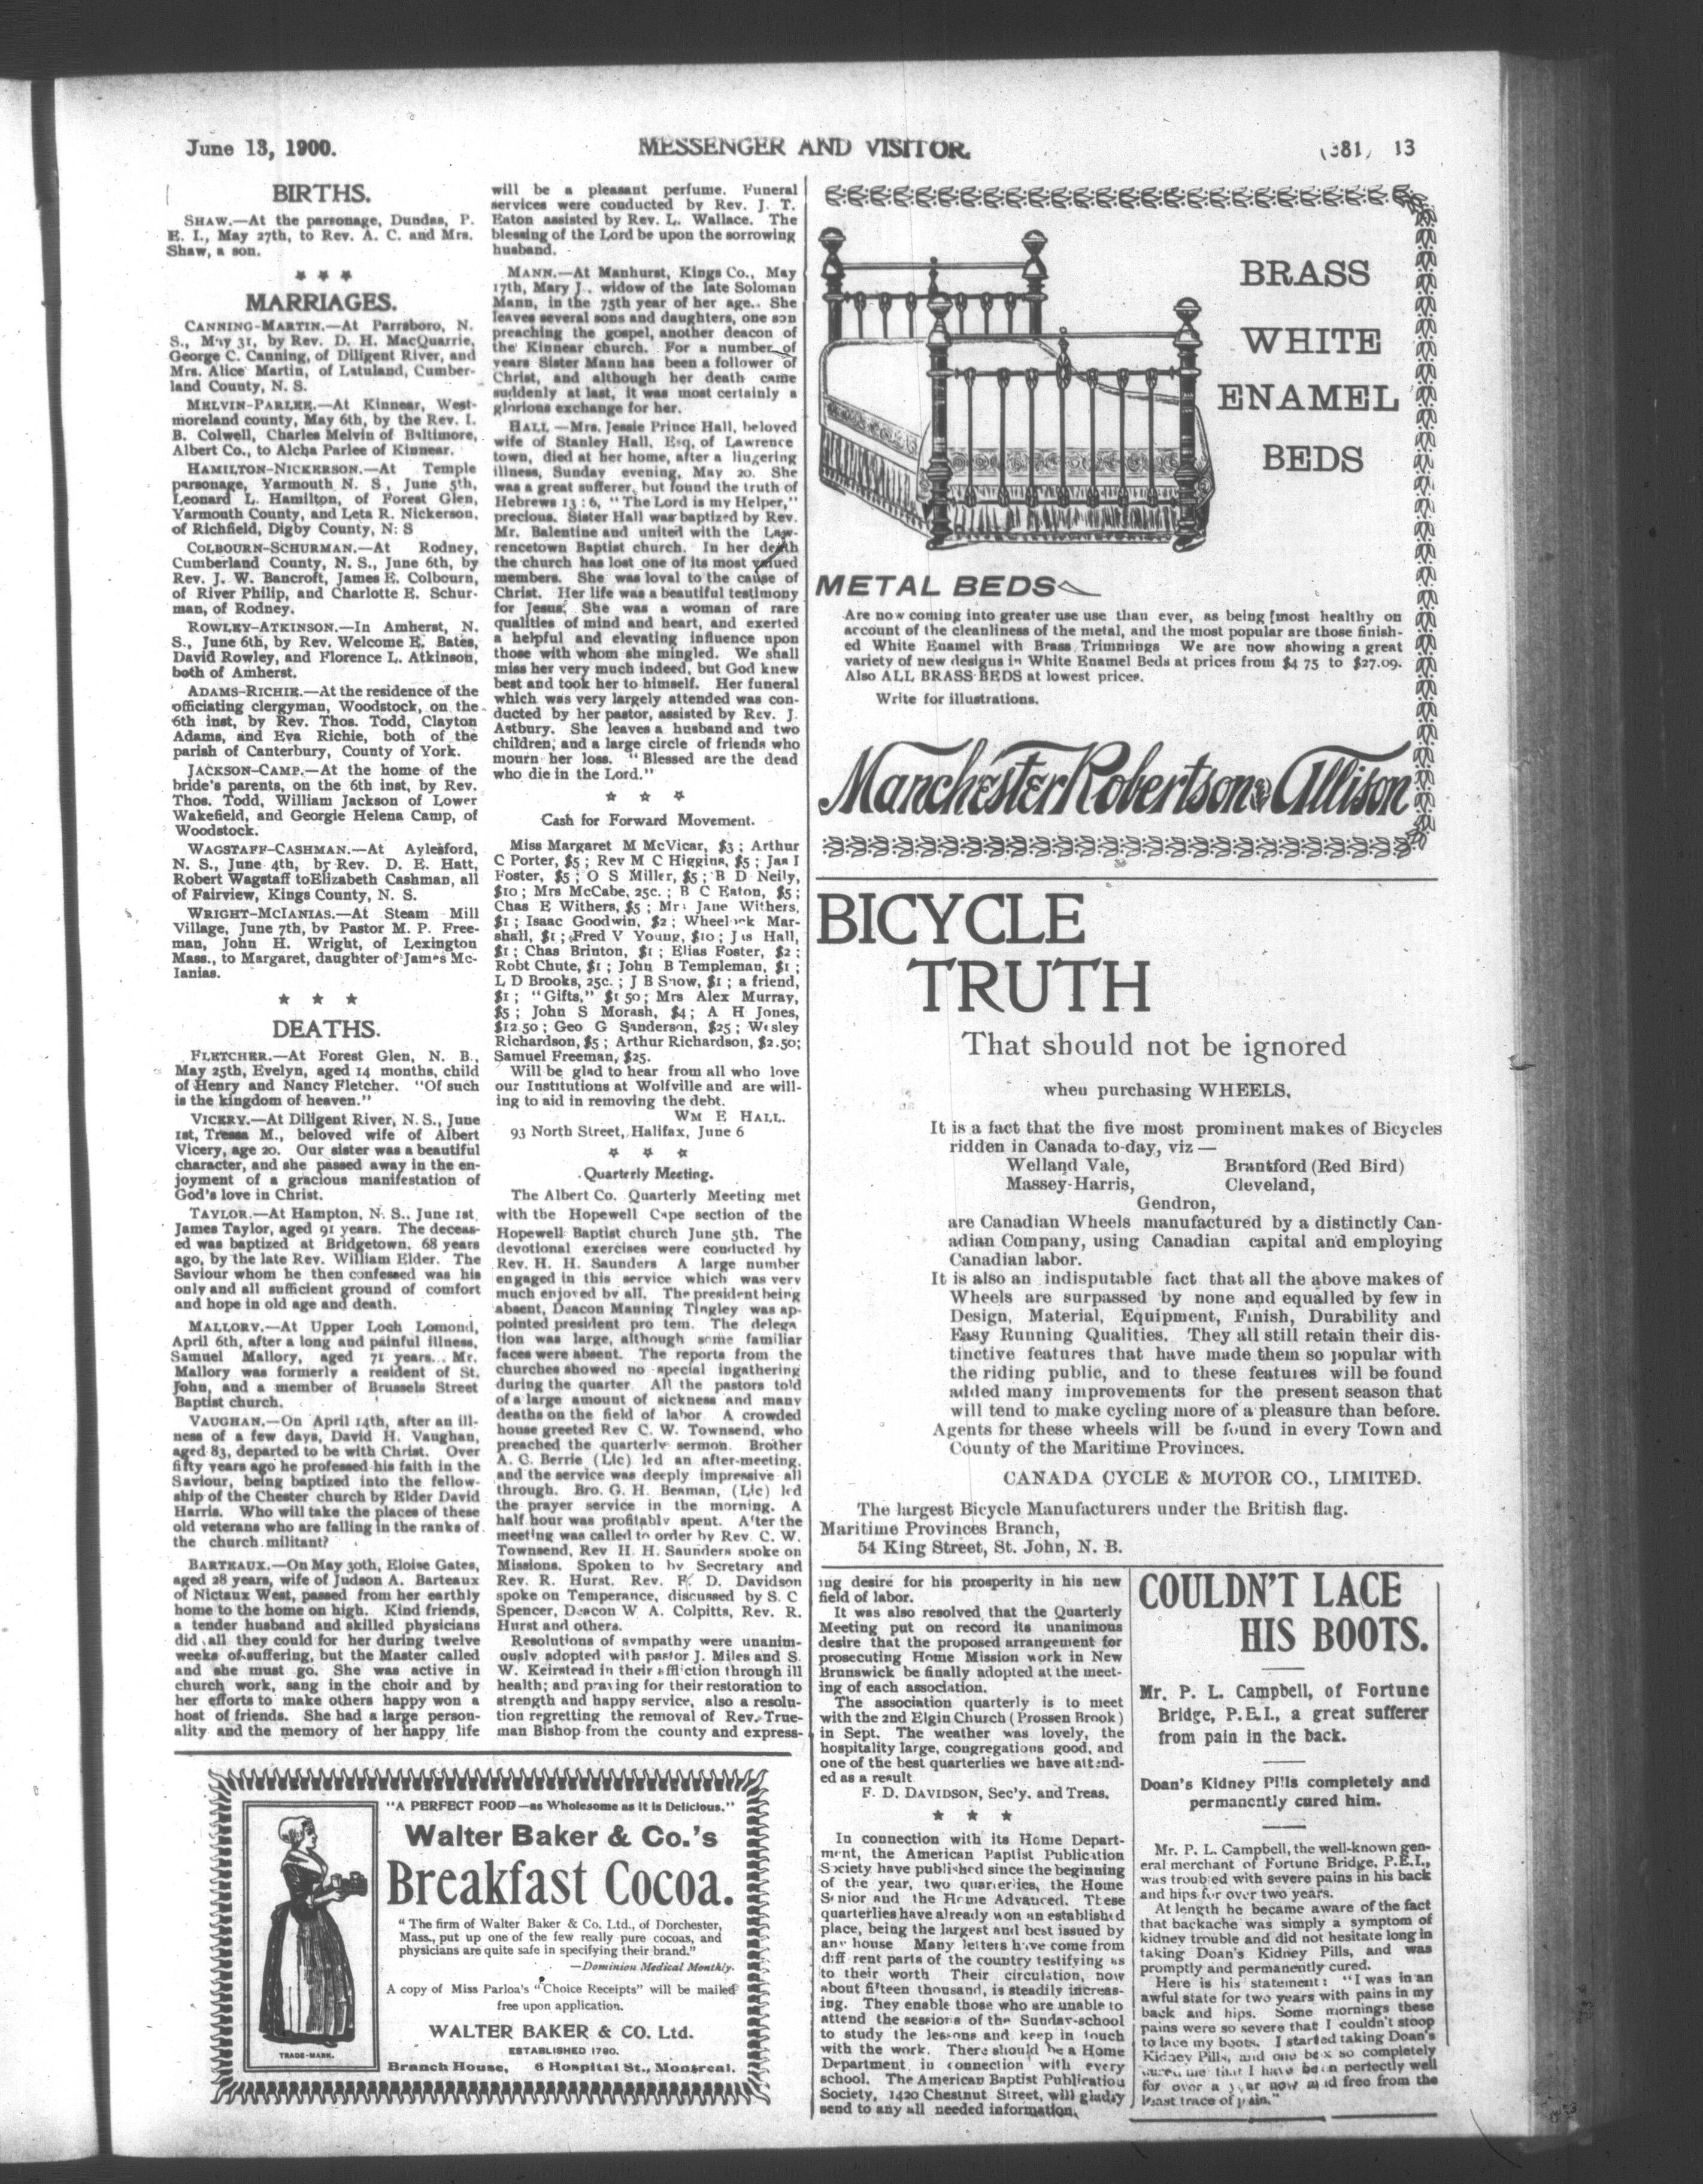 June 13, 1900.
MESSENGER AND VISITOR.
(381) 13
BIRTHS.
SHAW.—At the parsonage, Dundas, P.
E. I., May 27th, to Rev. A. C. and Mrs.
Shaw, a son.
* * *
MARRIAGES.
CANNING-MARTIN.—At Parrsboro, N.
S., May 31, by Rev. D. H. MacQuarrie,
George C. Canning, of Diligent River, and
Mrs. Alice Martin, of Latuland, Cumber-
land County, N. S.
MELVIN-PARLEE.—At Kinnear, West-
moreland county, May 6th, by the Rev. I.
B. Colwell, Charles Melvin of Baltimore,
Albert Co., to Alcha Parlee of Kinnear.
HAMILTON-NICKERSON.—At Temple
parsonage, Yarmouth N. S, June 5th,
Leonard L. Hamilton, of Forest Glen,
Yarmouth County, and Leta R. Nickerson,
of Richfield, Digby County, N. S
COLBOURN-SCHURMAN.—At Rodney,
Cumberland County, N. S., June 6th, by
Rev. J. W. Bancroft, James E. Colbourn,
of River Philip, and Charlotte E. Schur-
man, of Rodney.
ROWLEY-ATKINSON.—In Amherst, N.
S., June 6th, by Rev. Welcome E. Bates,
David Rowley, and Florence L. Atkinson,
both of Amherst.
ADAMS-RICHIE.—At the residence of the
officiating clergyman, Woodstock, on the
6th inst, by Rev. Thos. Todd, Clayton
Adams, and Eva Richie, both of the
parish of Canterbury, County of York.
JACKSON-CAMP.—At the home of the
bride's parents, on the 6th inst, by Rev.
Thos. Todd, William Jackson of Lower
Wakefield, and Georgie Helena Camp, of
Woodstock.
WAGSTAFF-CASHMAN.—At Aylesford,
N. S., June 4th, by Rev. D. E. Hatt,
Robert Wagstaff toElizabeth Cashman, all
of Fairview, Kings County, N. S.
WRIGHT-MCIANIAS.—At Steam Mill
Village, June 7th, by Pastor M. P. Free-
man, John H. Wright, of Lexington
Mass., to Margaret, daughter of James Mc-
Ianias.
* * *
DEATHS.
FLETCHER.—At Forest Glen, N. B.,
May 25th, Evelyn, aged 14 months, child
of Henry and Nancy Fletcher. "Of such
is the kingdom of heaven."
VICKRY.—At Diligent River, N. S., June
1st, Tressa M., beloved wife of Albert
Vicery, age 20. Our sister was a beautiful
character, and she passed away in the en-
joyment of a gracious manifestation of
God's love in Christ.
TAYLOR.—At Hampton, N. S., June 1st
James Taylor, aged 91 years. The deceas-
ed was baptized at Bridgetown, 68 years
ago, by the late Rev. William Elder. The
Saviour whom he then confessed was his
only and all sufficient ground of comfort
and hope in old age and death.
MALLORY.—At Upper Loch Lomond,
April 6th, after a long and painful illness,
Samuel Mallory, aged 71 years. Mr.
Mallory was formerly a resident of St.
John, and a member of Brussels Street
Baptist church.
VAUGHAN.—On April 14th, after an ill-
ness of a few days, David H. Vaughan,
aged 83, departed to be with Christ. Over
fifty years ago he professed his faith in the
Saviour, being baptized into the fellow-
ship of the Chester church by Elder David
Harris. Who will take the places of these
old veterans who are falling in the ranks of
the church militant?
BARTEAUX.—On May 30th, Eloise Gates,
aged 28 years, wife of Judson A. Barteaux
of Nictaux West, passed from her earthly
home to the home on high. Kind friends,
a tender husband and skilled physicians
did all they could for her during twelve
weeks of suffering, but the Master called
and she must go. She was active in
church work, sang in the choir and by
her efforts to make others happy won a
host of friends. She had a large person-
ality and the memory of her happy life
will be a pleasant perfume. Funeral
services were conducted by Rev. J. T.
Eaton assisted by Rev. L. Wallace. The
blessing of the Lord be upon the sorrowing
husband.
MANN.—At Manhurst, Kings Co., May
17th, Mary J., widow of the late Soloman
Mann, in the 75th year of her age. She
leaves several sons and daughters, one son
preaching the gospel, another deacon of
the Kinnear church. For a number of
years Sister Mann has been a follower of
Christ, and although her death came
suddenly at last, it was most certainly a
glorious exchange for her.
HALL —Mrs. Jessie Prince Hall, beloved
wife of Stanley Hall, Esq, of Lawrence
town, died at her home, after a lingering
illness, Sunday evening, May 20. She
was a great sufferer, but found the truth of
Hebrews 13 : 6, "The Lord is my Helper,"
precious. Sister Hall was baptized by Rev.
Mr. Balentine and united with the Law-
rencetown Baptist church. In her death
the church has lost one of its most valued
members. She was loyal to the cause of
Christ. Her life was a beautiful testimony
for Jesus. She was a woman of rare
qualities of mind and heart, and exerted
a helpful and elevating influence upon
those with whom she mingled. We shall
miss her very much indeed, but God knew
best and took her to himself. Her funeral
which was very largely attended was con-
ducted by her pastor, assisted by Rev. J.
Astbury. She leaves a husband and two
children, and a large circle of friends who
mourn her loss. "Blessed are the dead
who die in the Lord."
* * *
Cash for Forward Movement.
Miss Margaret M McVicar, $3 ; Arthur
C Porter, $5 ; Rev M C Higgins, $5 ; Jas I
Foster, $5 ; O S Miller, $5 ; B D Neily,
$10 ; Mrs McCabe, 25c. ; B C Eaton, $5 ;
Chas E Withers, $5 ; Mrs Jane Withers,
$1 ; Isaac Goodwin, $2 ; Wheelock Mar-
shall, $1 ; Fred V Young, $10 ; Jas Hall,
$1 ; Chas Brinton, $1 ; Elias Foster, $2 ;
Robt Chute, $1 ; John B Templeman, $1 ;
L D Brooks, 25c. ; J B Snow, $1 ; a friend,
$1 ; "Gifts," $1 50 ; Mrs Alex Murray,
$5 ; John S Morash, $4 ; A H Jones,
$12 50 ; Geo G Sanderson, $25 ; Wesley
Richardson, $5 ; Arthur Richardson, $2.50;
Samuel Freeman, $25.
Will be glad to hear from all who love
our Institutions at Wolfville and are will-
ing to aid in removing the debt.
WM E HALL.
93 North Street, Halifax, June 6
* * *
Quarterly Meeting.
The Albert Co. Quarterly Meeting met
with the Hopewell Cape section of the
Hopewell Baptist church June 5th. The
devotional exercises were conducted by
Rev. H. H. Saunders A large number
engaged in this service which was very
much enjoyed by all. The president being
absent, Deacon Manning Tingley was ap-
pointed president pro tem. The delega
tion was large, although some familiar
faces were absent. The reports from the
churches showed no special ingathering
during the quarter. All the pastors told
of a large amount of sickness and many
deaths on the field of labor A crowded
house greeted Rev C. W. Townsend, who
preached the quarterly sermon. Brother
A. C. Berrie (Lic) led an after-meeting,
and the service was deeply impressive all
through. Bro. G. H. Beaman, (Lic) led
the prayer service in the morning. A
half hour was profitably spent. After the
meeting was called to order by Rev. C. W.
Townsend, Rev H. H. Saunders spoke on
Missions. Spoken to by Secretary and
Rev. R. Hurst. Rev. F. D. Davidson
spoke on Temperance, discussed by S. C
Spencer, Deacon W A. Colpitts, Rev. R.
Hurst and others.
Resolutions of sympathy were unanim-
ously adopted with pastor J. Miles and S.
W. Keirstead in their affliction through ill
health; and praying for their restoration to
strength and happy service, also a resolu-
tion regretting the removal of Rev. True-
man Bishop from the county and express-
"A PERFECT FOOD—as Wholesome as it is Delicious."
Walter Baker & Co.'s
Breakfast Cocoa.
"The firm of Walter Baker & Co. Ltd., of Dorchester,
Mass., put up one of the few really pure cocoas, and
physicians are quite safe in specifying their brand."
—Dominion Medical Monthly.
A copy of Miss Parloa's "Choice Receipts" will be mailed
free upon application.
WALTER BAKER & CO. Ltd.
ESTABLISHED 1780.
Branch House, 6 Hospital St., Montreal.
TRADE-MARK.
BRASS
WHITE
ENAMEL
BEDS
METAL BEDS
Are now coming into greater use use than ever, as being most healthy on
account of the cleanliness of the metal, and the most popular are those finish-
ed White Enamel with Brass Trimmings We are now showing a great
variety of new designs in White Enamel Beds at prices from $4 75 to $27.09.
Also ALL BRASS BEDS at lowest prices.
Write for illustrations.
Manchester Robertson & Allison
BICYCLE
TRUTH
That should not be ignored
when purchasing WHEELS.
It is a fact that the five most prominent makes of Bicycles
ridden in Canada to-day, viz —
Welland Vale, Brantford (Red Bird)
Massey-Harris, Cleveland,
Gendron,
are Canadian Wheels manufactured by a distinctly Can-
adian Company, using Canadian capital and employing
Canadian labor.
It is also an indisputable fact that all the above makes of
Wheels are surpassed by none and equalled by few in
Design, Material, Equipment, Finish, Durability and
Easy Running Qualities. They all still retain their dis-
tinctive features that have made them so popular with
the riding public, and to these features will be found
added many improvements for the present season that
will tend to make cycling more of a pleasure than before.
Agents for these wheels will be found in every Town and
County of the Maritime Provinces.
CANADA CYCLE & MOTOR CO., LIMITED.
The largest Bicycle Manufacturers under the British flag.
Maritime Provinces Branch,
54 King Street, St. John, N. B.
ing desire for his prosperity in his new
field of labor.
It was also resolved that the Quarterly
Meeting put on record its unanimous
desire that the proposed arrangement for
prosecuting Home Mission work in New
Brunswick be finally adopted at the meet-
ing of each association.
The association quarterly is to meet
with the 2nd Elgin Church (Prossen Brook)
in Sept. The weather was lovely, the
hospitality large, congregations good, and
one of the best quarterlies we have attend-
ed as a result
F. D. DAVIDSON, Sec'y. and Treas.
* * *
In connection with its Home Depart-
ment, the American Baptist Publication
Society have published since the beginning
of the year, two quarteries, the Home
Senior and the Home Advanced. These
quarterlies have already won an established
place, being the largest and best issued by
any house Many letters have come from
different parts of the country testifying as
to their worth Their circulation, now
about fifteen thousand, is steadily increas-
ing. They enable those who are unable to
attend the sessions of the Sunday-school
to study the lessons and keep in touch
with the work. There should be a Home
Department in connection with every
school. The American Baptist Publication
Society, 1420 Chestnut Street, will gladly
send to any all needed information.
COULDN'T LACE
HIS BOOTS.
Mr. P. L. Campbell, of Fortune
Bridge, P.E.I., a great sufferer
from pain in the back.
Doan's Kidney Pills completely and
permanently cured him.
Mr. P. L. Campbell, the well-known gen-
eral merchant of Fortune Bridge, P.E.I.,
was troubled with severe pains in his back
and hips for over two years.
At length he became aware of the fact
that backache was simply a symptom of
kidney trouble and did not hesitate long in
taking Doan's Kidney Pills, and was
promptly and permanently cured.
Here is his statement: "I was in an
awful state for two years with pains in my
back and hips. Some mornings these
pains were so severe that I couldn't stoop
to lace my boots. I started taking Doan's
Kidney Pills, and one box so completely
cured me that I have been perfectly well
for over a year now and free from the
least trace of pain."